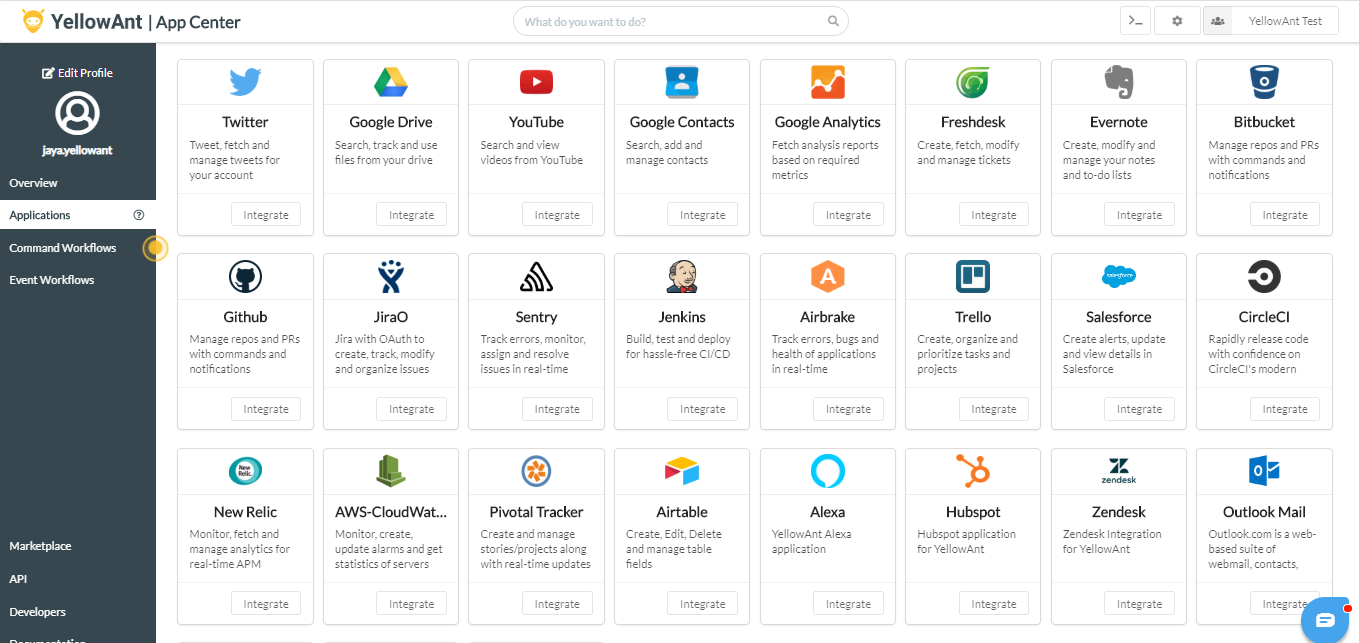 YellowAnt | App Center
What do you want to do?
YellowAnt Test
Edit Profile
jaya.yellowant
Overview
Applications
Command Workflows
Event Workflows
Marketplace
API
Developers
Documentation
Twitter
Tweet, fetch and
manage tweets for
your account
Integrate
Google Drive
Search, track and use
files from your drive
Integrate
YouTube
Search and view
videos from YouTube
Integrate
Google Contacts
Search, add and
manage contacts
Integrate
Google Analytics
Fetch analysis reports
based on required
metrics
Integrate
Freshdesk
Create, fetch, modify
and manage tickets
Integrate
Evernote
Create, modify and
manage your notes
and to-do lists
Integrate
Bitbucket
Manage repos and PRs
with commands and
notifications
Integrate
Github
Manage repos and PRs
with commands and
notifications
Integrate
JiraO
Jira with OAuth to
create, track, modify
and organize issues
Integrate
Sentry
Track errors, monitor,
assign and resolve
issues in real-time
Integrate
Jenkins
Build, test and deploy
for hassle-free CI/CD
Integrate
A
Airbrake
Track errors, bugs and
health of applications
in real-time
Integrate
Trello
Create, organize and
prioritize tasks and
projects
Integrate
salesforce
Salesforce
Create alerts, update
and view details in
Salesforce
Integrate
CircleCI
Rapidly release code
with confidence on
CircleCI's modern
Integrate
New
Relic.
New Relic
Monitor, fetch and
manage analytics for
real-time APM
Integrate
AWS-CloudWat...
Monitor, create,
update alarms and get
statistics of servers
Integrate
Pivotal Tracker
Create and manage
stories/projects along
with real-time updates
Integrate
Airtable
Create, Edit, Delete
and manage table
fields
Integrate
Alexa
YellowAnt Alexa
application
Integrate
Hubspot
Hubspot application
for YellowAnt
Integrate
zendesk
Zendesk
Zendesk Integration
for YellowAnt
Integrate
Outlook Mail
Outlook.com is a web-
based suite of
webmail, contacts,
Integrate